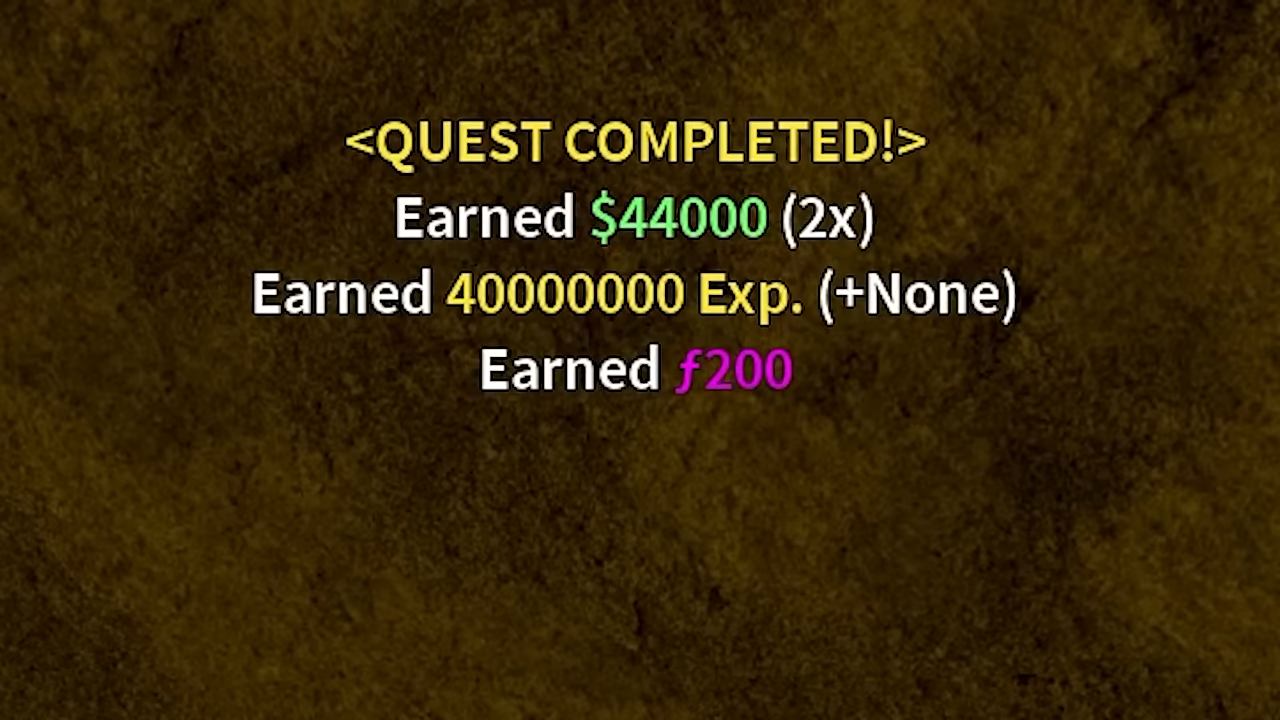 <QUEST COMPLETED!>
Earned $44000 (2x)
Earned 40000000 Exp. (+None)
Earned ƒ200